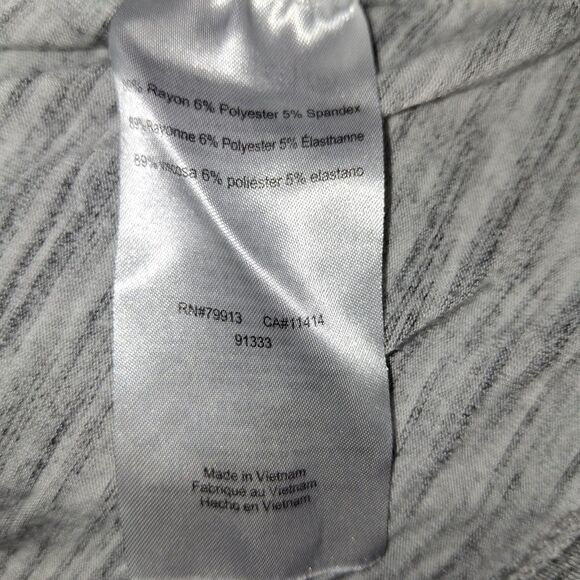 % Rayon 6% Polyester 5% Spandex
89% Rayonne 6% Polyester 5% Élasthanne
89% viscosa 6% poliéster 5% elastano
RN#79913 CA#11414
91333
Made in Vietnam
Fabriqué au Vietnam
Hecho en Vietnam